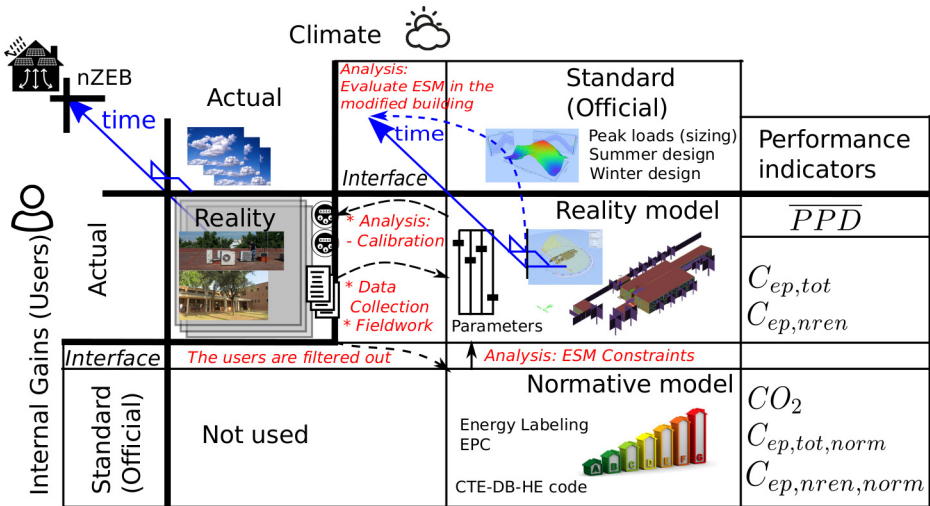 Climate
nZEB
Actual
time
Analysis:
Evaluate ESM in the
modified building
Standard
(Official)
time
Peak loads (sizing)
Summer design
Winter design
Performance
indicators
Interface
Internal Gains (Users)
Actual
Reality
* Analysis:
- Calibration
* Data
Collection
* Fieldwork
Parameters
Reality model
PPD
C_{ep,tot}
C_{ep,nren}
Interface
The users are filtered out
Analysis: ESM Constraints
Standard
(Official)
Not used
Normative model
Energy Labeling
EPC
CTE-DB-HE code
A B C D E F G
CO_2
C_{ep,tot,norm}
C_{ep,nren,norm}